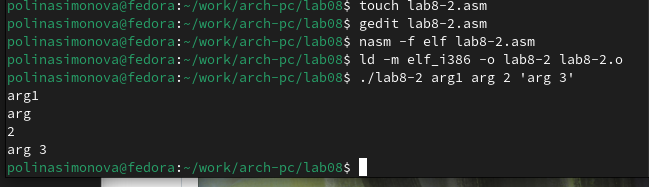 polinasimonova@fedora:~/work/arch-pc/lab08$ touch lab8-2.asm
polinasimonova@fedora:~/work/arch-pc/lab08$ gedit lab8-2.asm
polinasimonova@fedora:~/work/arch-pc/lab08$ nasm -f elf lab8-2.asm
polinasimonova@fedora:~/work/arch-pc/lab08$ ld -m elf_i386 -o lab8-2 lab8-2.o
polinasimonova@fedora:~/work/arch-pc/lab08$ ./lab8-2 arg1 arg 2 'arg 3'
arg1
arg
2
arg 3
polinasimonova@fedora:~/work/arch-pc/lab08$